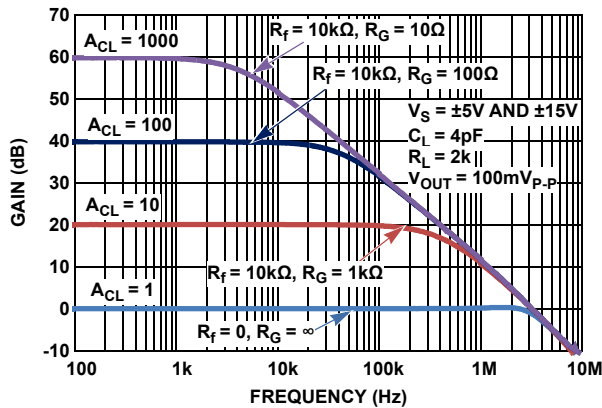 70
60
50
40
30
20
10
0
-10
GAIN (dB)
A_CL = 1000
R_f = 10kΩ, R_G = 10Ω
R_f = 10kΩ, R_G = 100Ω
V_S = ±5V AND ±15V
C_L = 4pF
R_L = 2k
V_OUT = 100mV_P-P
A_CL = 100
A_CL = 10
R_f = 10kΩ, R_G = 1kΩ
A_CL = 1
R_f = 0, R_G = ∞
100
1k
10k
100k
1M
10M
FREQUENCY (Hz)